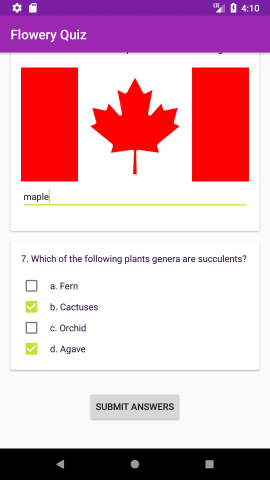 4:10
Flowery Quiz
maple
7. Which of the following plants genera are succulents?
a. Fern
b. Cactuses
c. Orchid
d. Agave
SUBMIT ANSWERS